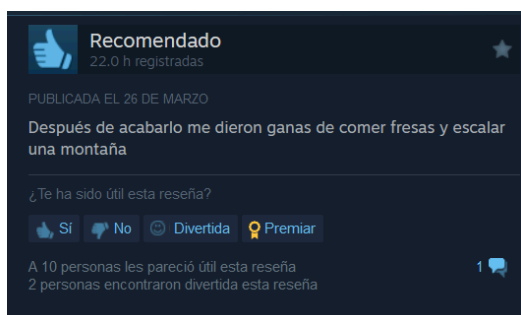 Recomendado
22.0 h registradas
PUBLICADA EL 26 DE MARZO
Después de acabarlo me dieron ganas de comer fresas y escalar
una montaña
¿Te ha sido útil esta reseña?
Sí No Divertida Premiar
A 10 personas les pareció útil esta reseña 1
2 personas encontraron divertida esta reseña